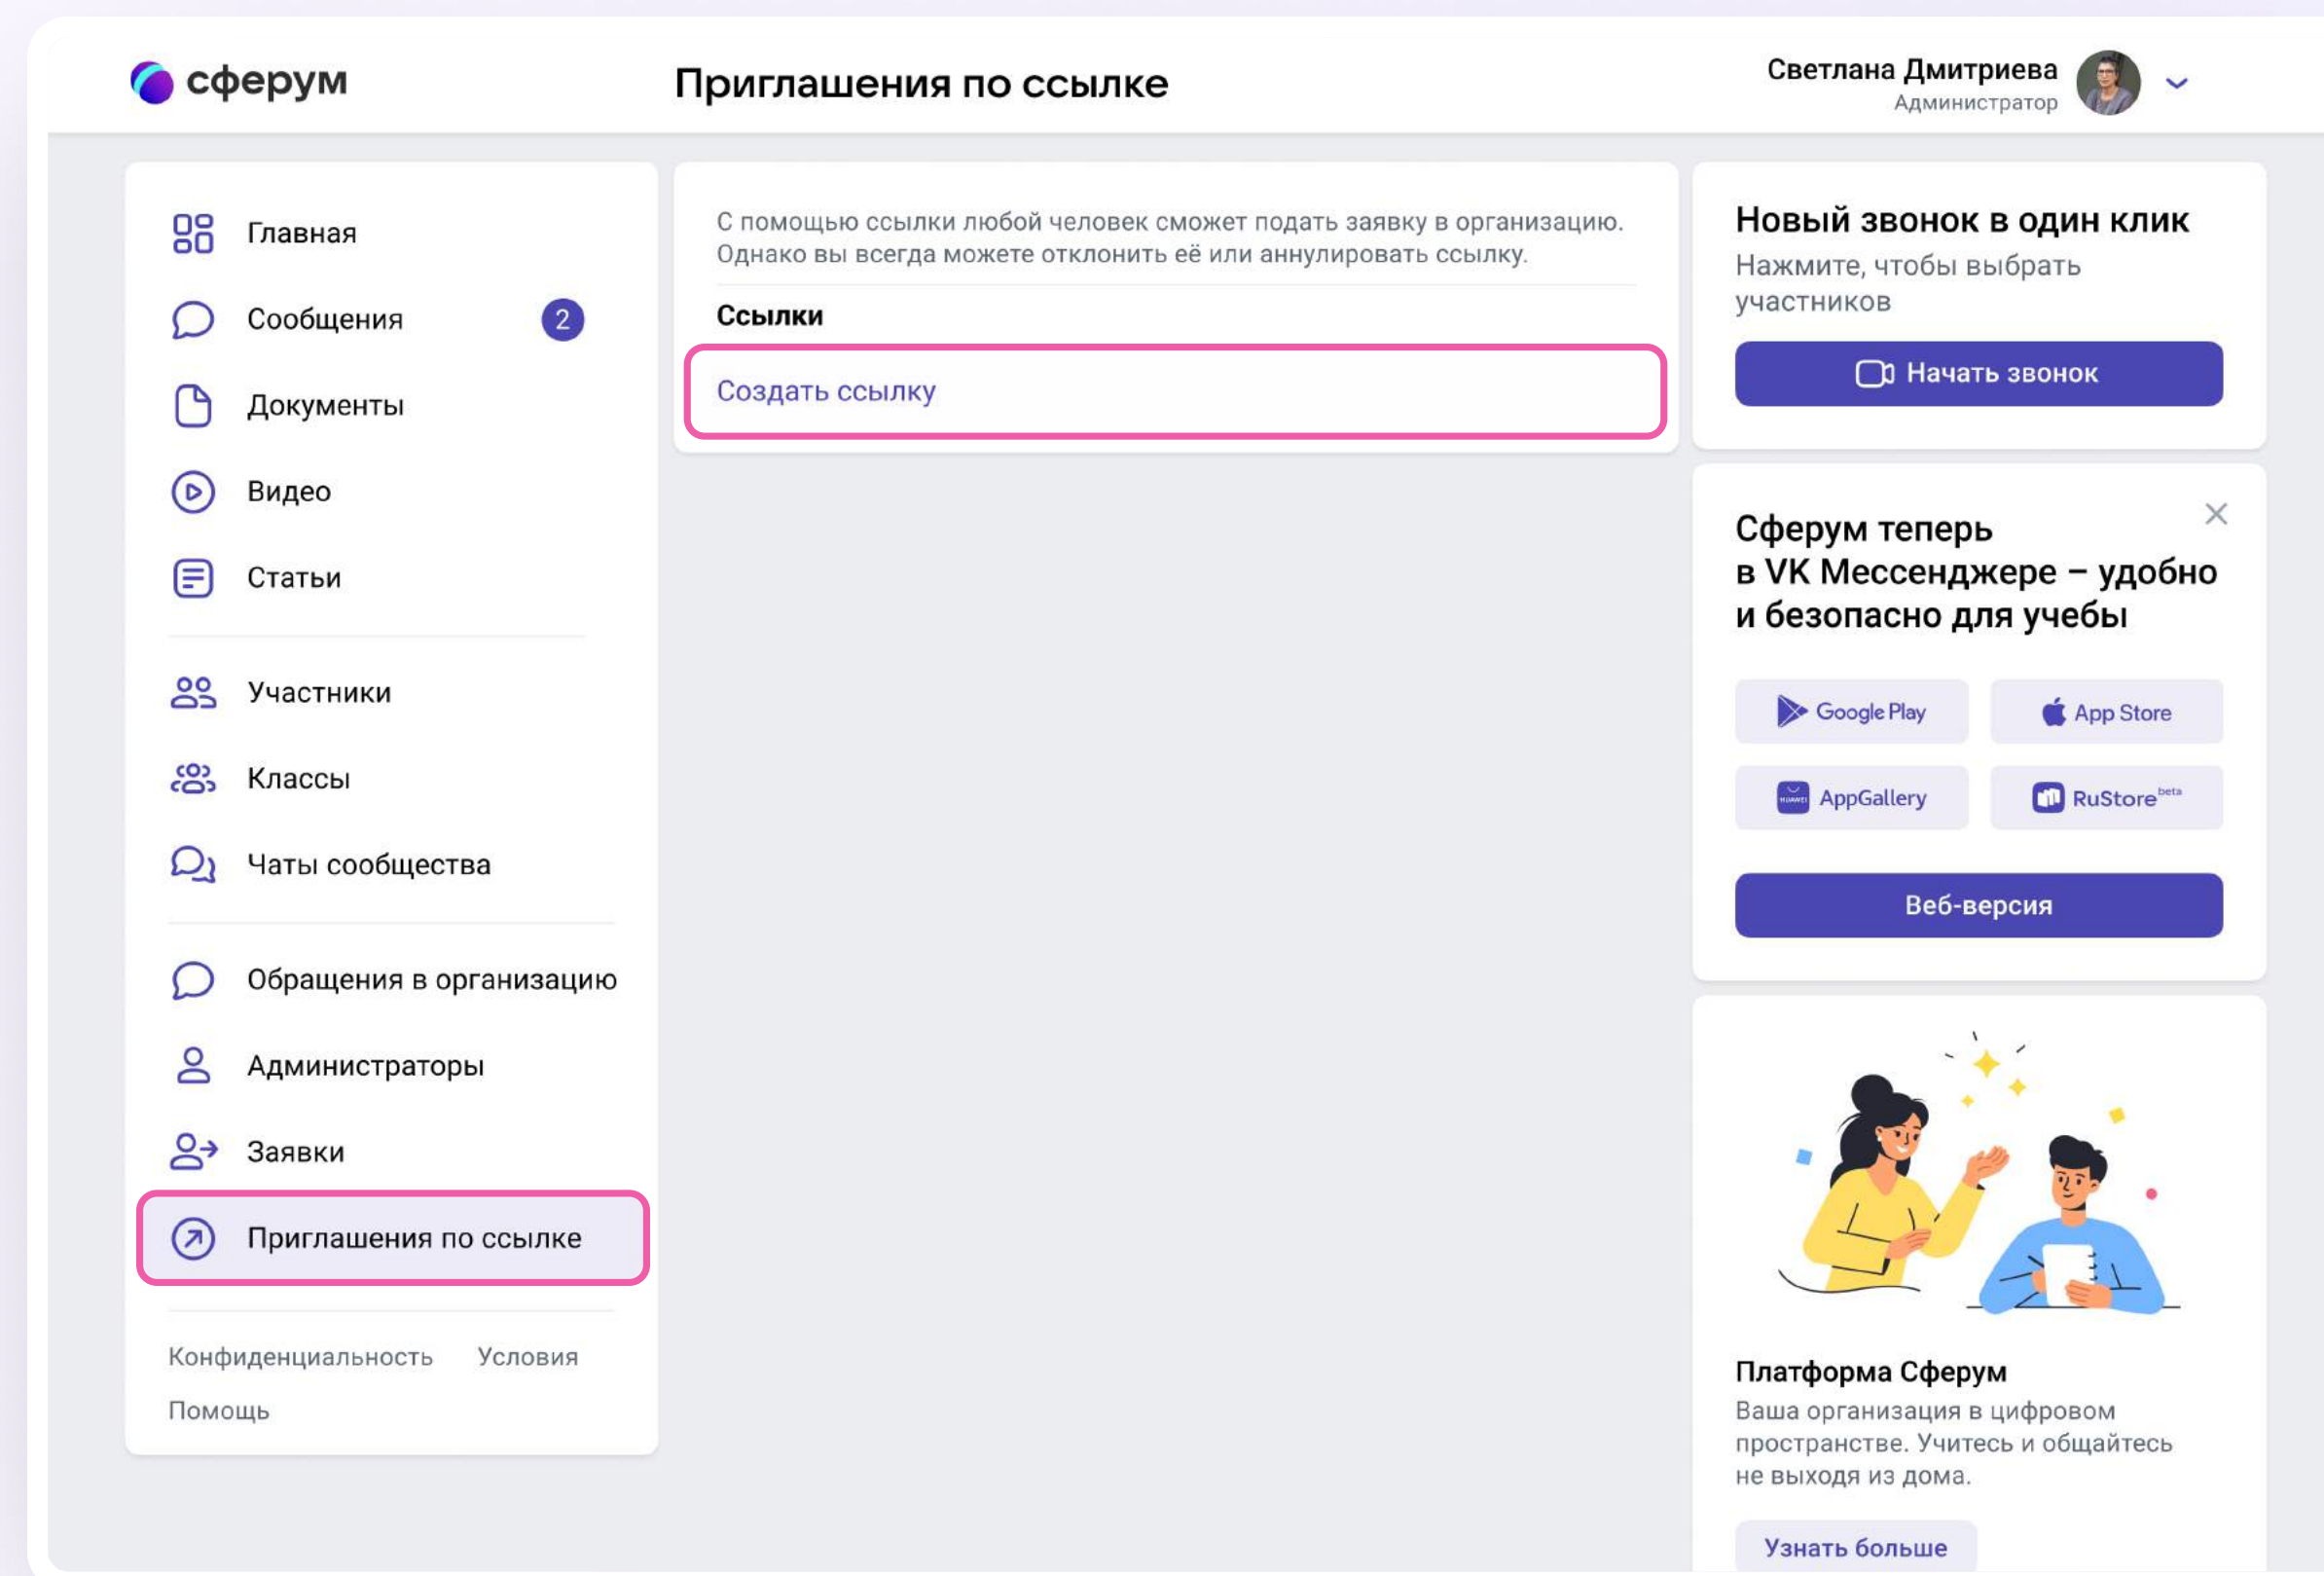 сферум
Приглашения по ссылке
Светлана Дмитриева
Администратор
Главная
Сообщения
2
Документы
Видео
Статьи
Участники
Классы
Чаты сообщества
Обращения в организацию
Администраторы
Заявки
Приглашения по ссылке
Конфиденциальность Условия
Помощь
С помощью ссылки любой человек сможет подать заявку в организацию.
Однако вы всегда можете отклонить её или аннулировать ссылку.
Ссылки
Создать ссылку
Новый звонок в один клик
Нажмите, чтобы выбрать
участников
Начать звонок
Сферум теперь
в VK Мессенджере – удобно
и безопасно для учебы
Google Play
App Store
HUAWEI AppGallery
RuStore beta
Веб-версия
Платформа Сферум
Ваша организация в цифровом
пространстве. Учитесь и общайтесь
не выходя из дома.
Узнать больше